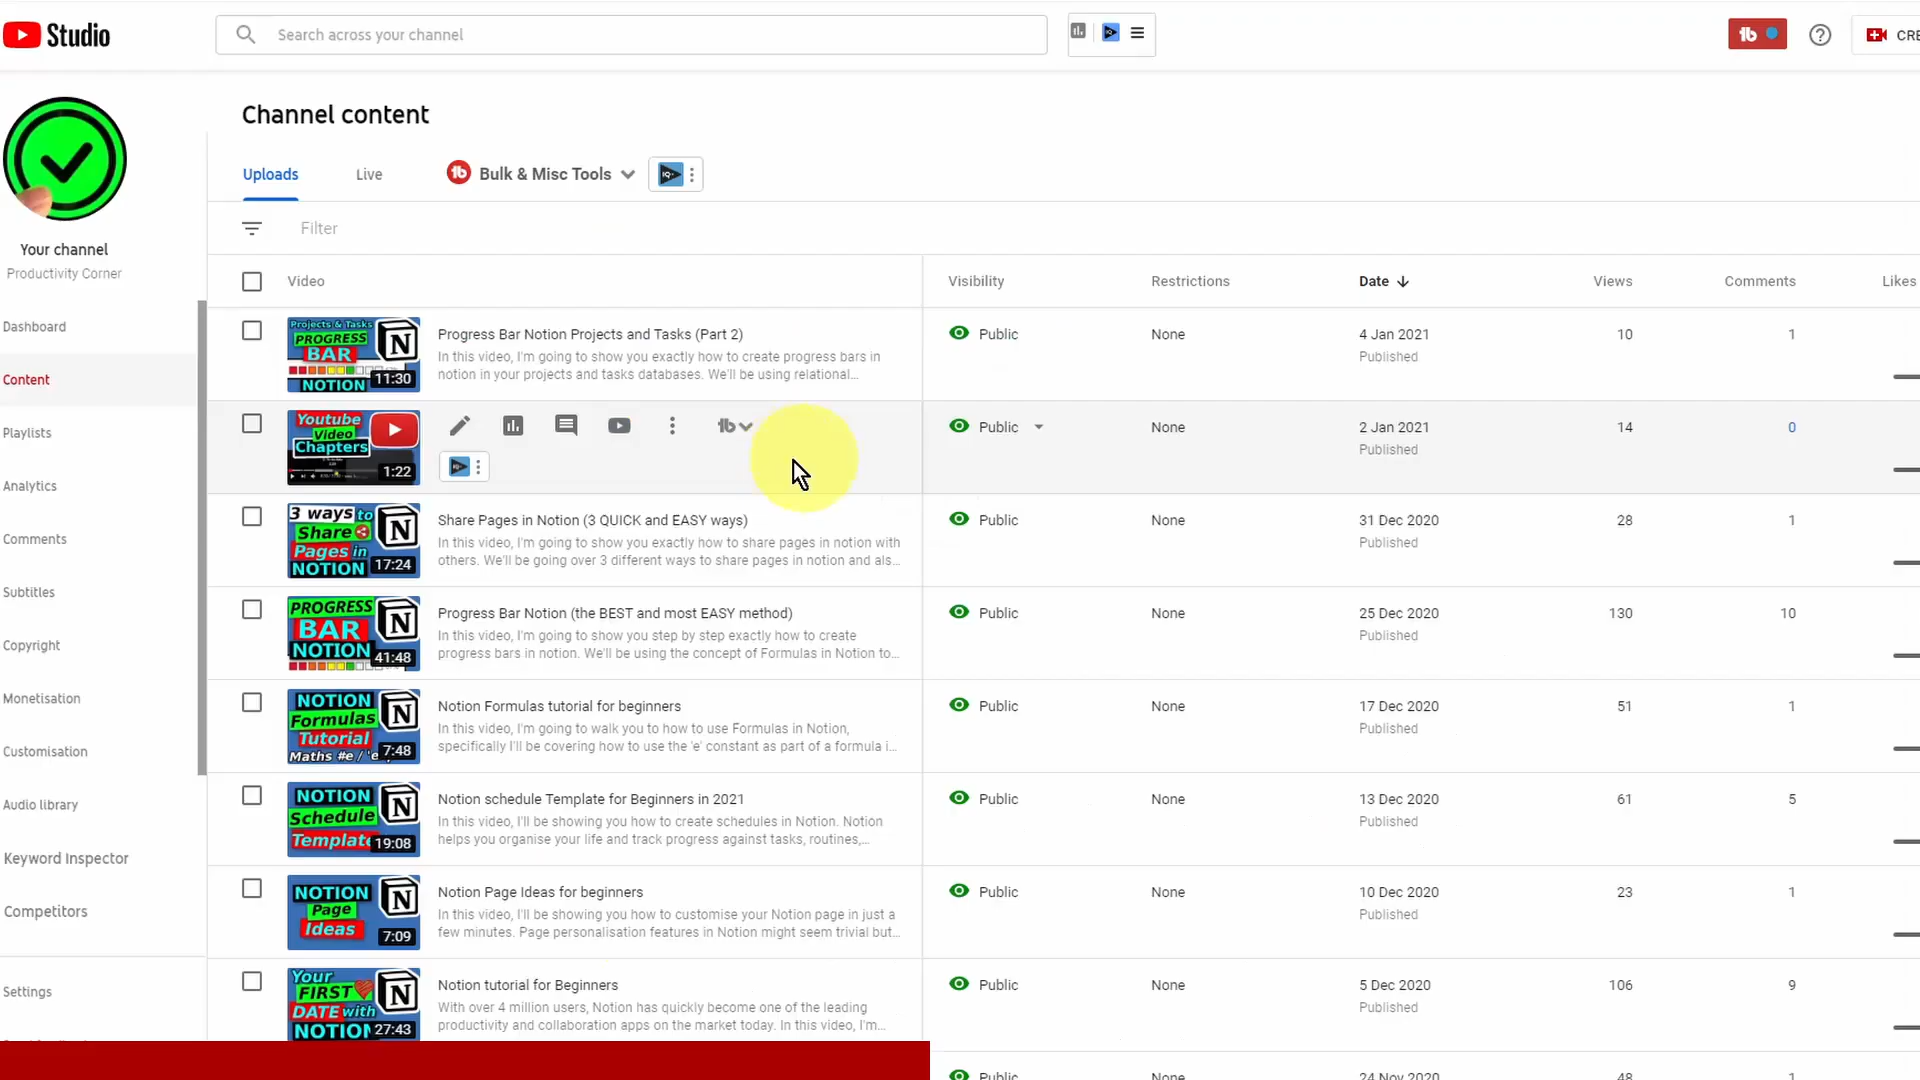 Studio
Search across your channel
CRE
Channel content
Uploads
Live
Bulk & Misc Tools
Filter
Your channel
Productivity Corner
Dashboard
Content
Playlists
Analytics
Comments
Subtitles
Copyright
Monetisation
Customisation
Audio library
Keyword Inspector
Competitors
Settings
Video
Visibility
Restrictions
Date
Views
Comments
Likes
Projects & Tasks
PROGRESS
BAR
NOTION
N
11:30
Progress Bar Notion Projects and Tasks (Part 2)
In this video, I'm going to show you exactly how to create progress bars in
notion in your projects and tasks databases. We'll be using relational...
Public
None
4 Jan 2021
Published
10
1
Youtube
Video
Chapters
1:22
Public
None
2 Jan 2021
Published
14
0
3 ways to
Share
Pages in
NOTION
N
17:24
Share Pages in Notion (3 QUICK and EASY ways)
In this video, I'm going to show you exactly how to share pages in notion with
others. We'll be going over 3 different ways to share pages in notion and als...
Public
None
31 Dec 2020
Published
28
1
PROGRESS
BAR
NOTION
N
41:48
Progress Bar Notion (the BEST and most EASY method)
In this video, I'm going to show you step by step exactly how to create
progress bars in notion. We'll be using the concept of Formulas in Notion to...
Public
None
25 Dec 2020
Published
130
10
NOTION
Formulas
Tutorial
Maths #e / 'e
N
7:48
Notion Formulas tutorial for beginners
In this video, I'm going to walk you to how to use Formulas in Notion,
specifically I'll be covering how to use the 'e' constant as part of a formula i...
Public
None
17 Dec 2020
Published
51
1
NOTION
Schedule
Template
N
19:08
Notion schedule Template for Beginners in 2021
In this video, I'll be showing you how to create schedules in Notion. Notion
helps you organise your life and track progress against tasks, routines,...
Public
None
13 Dec 2020
Published
61
5
NOTION
Page
Ideas
N
7:09
Notion Page Ideas for beginners
In this video, I'll be showing you how to customise your Notion page in just a
few minutes. Page personalisation features in Notion might seem trivial but...
Public
None
10 Dec 2020
Published
23
1
Your
FIRST
DATE with
NOTION
N
27:43
Notion tutorial for Beginners
With over 4 million users, Notion has quickly become one of the leading
productivity and collaboration apps on the market today. In this video, I'm...
Public
None
5 Dec 2020
Published
106
9
Public
None
24 Nov 2020
48
1